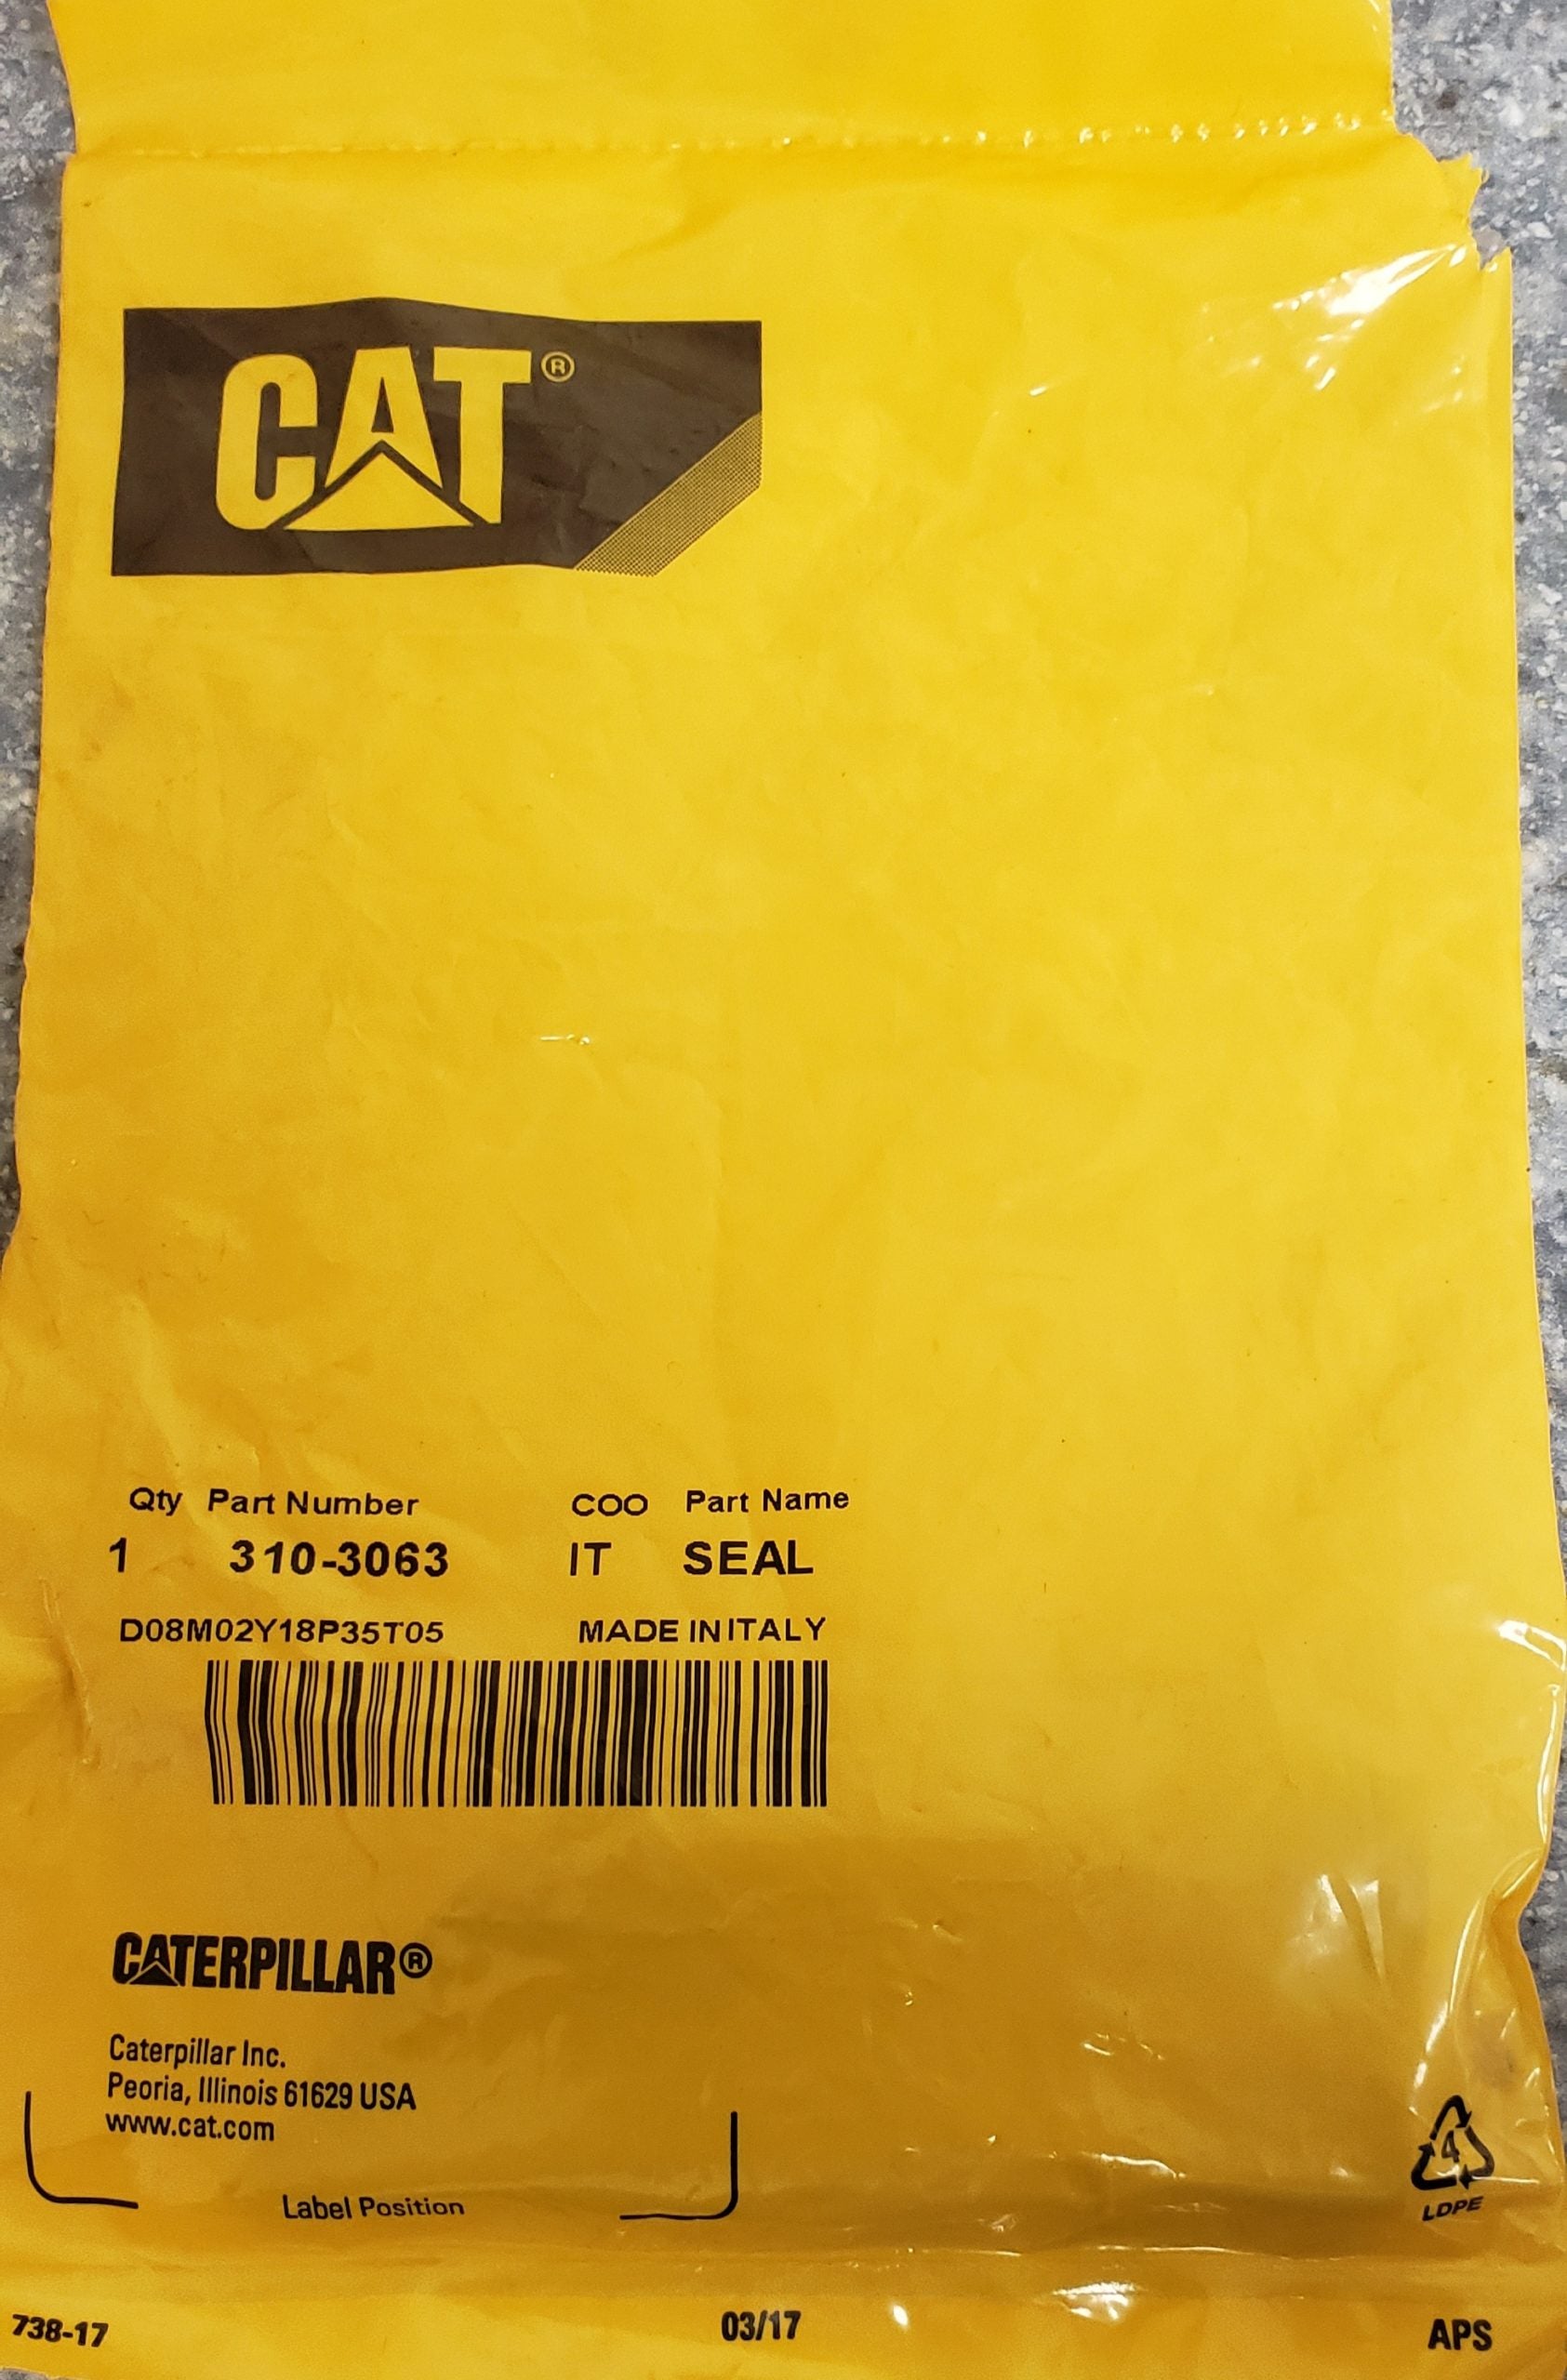 CAT®
Qty Part Number COO Part Name
1 310-3063 IT SEAL
D08M02Y18P35T05 MADE IN ITALY
CATERPILLAR®
Caterpillar Inc.
Peoria, Illinois 61629 USA
www.cat.com
Label Position
4
LDPE
738-17 03/17 APS